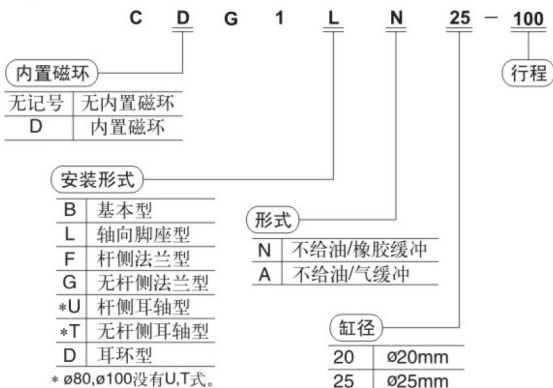 C D G 1 L N 25 - 100
内置磁环
行程
无记号 无内置磁环
D 内置磁环
安装形式
B 基本型
L 轴向脚座型
F 杆侧法兰型
G 无杆侧法兰型
*U 杆侧耳轴型
*T 无杆侧耳轴型
D 耳环型
* ø80,ø100没有U,T式。
形式
N 不给油/橡胶缓冲
A 不给油/气缓冲
缸径
20 ø20mm
25 ø25mm